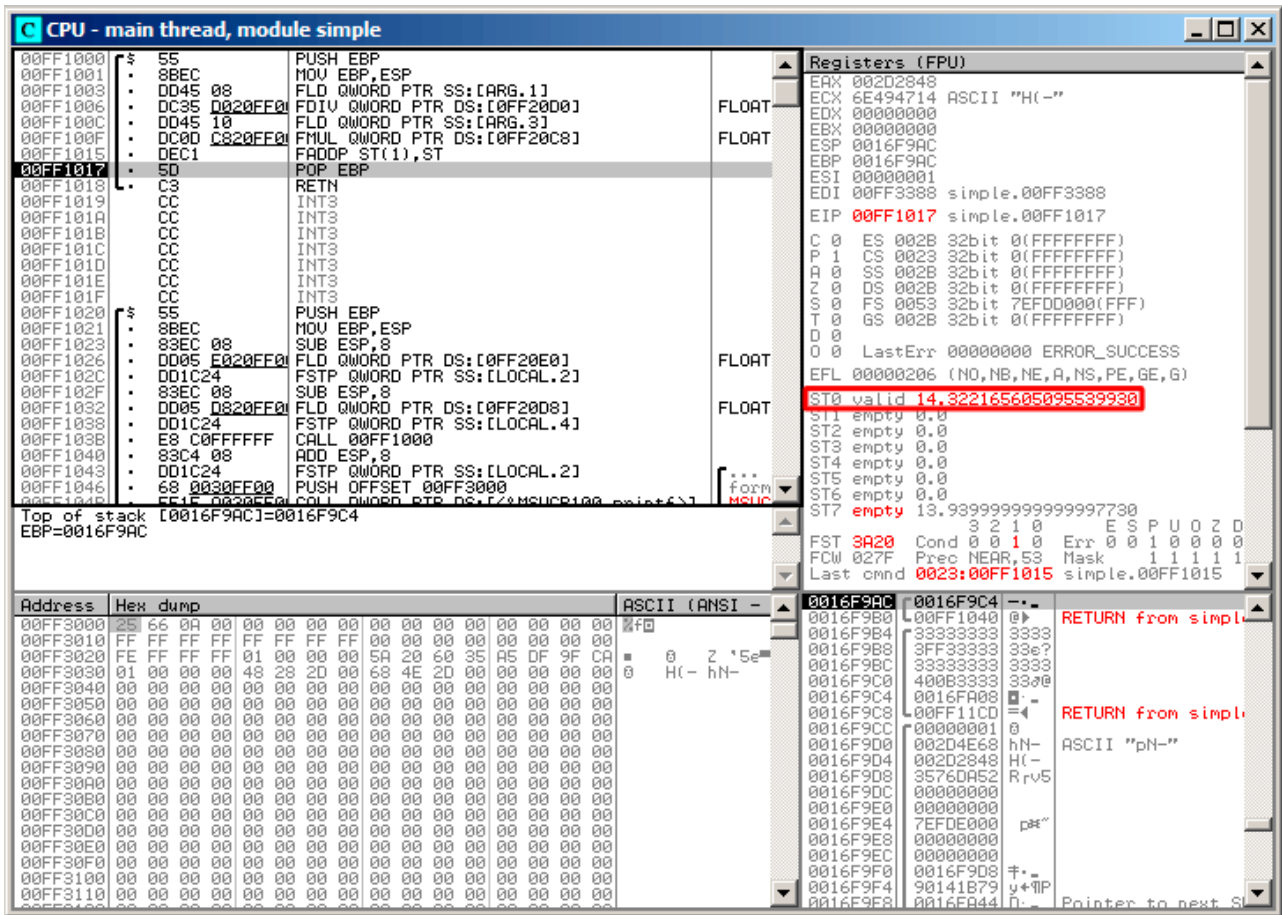 CPU - main thread, module simple
00FF1000 $ 55 PUSH EBP
00FF1001 . 8BEC MOV EBP,ESP
00FF1003 . DD45 08 FLD QWORD PTR SS:[ARG.1]
00FF1006 . DC35 D020FF0 FDIV QWORD PTR DS:[0FF20D0] FLOAT
00FF100C . DD45 10 FLD QWORD PTR SS:[ARG.3]
00FF100F . DC0D C820FF0 FMUL QWORD PTR DS:[0FF20C8] FLOAT
00FF1015 . DEC1 FADDP ST(1),ST
00FF1017 . 5D POP EBP
00FF1018 . C3 RETN
00FF1019 CC INT3
00FF101A CC INT3
00FF101B CC INT3
00FF101C CC INT3
00FF101D CC INT3
00FF101E CC INT3
00FF101F CC INT3
00FF1020 $ 55 PUSH EBP
00FF1021 . 8BEC MOV EBP,ESP
00FF1023 . 83EC 08 SUB ESP,8
00FF1026 . DD05 E020FF0 FLD QWORD PTR DS:[0FF20E0] FLOAT
00FF102C . DD1C24 FSTP QWORD PTR SS:[LOCAL.2]
00FF102F . 83EC 08 SUB ESP,8
00FF1032 . DD05 D820FF0 FLD QWORD PTR DS:[0FF20D8] FLOAT
00FF1038 . DD1C24 FSTP QWORD PTR SS:[LOCAL.4]
00FF103B . E8 C0FFFFFF CALL 00FF1000
00FF1040 . 83C4 08 ADD ESP,8
00FF1043 . DD1C24 FSTP QWORD PTR SS:[LOCAL.2] ...
00FF1046 . 68 0030FF00 PUSH OFFSET 00FF3000 form
Top of stack [0016F9AC]=0016F9C4
EBP=0016F9AC
Registers (FPU)
EAX 002D2848
ECX 6E494714 ASCII "H(-"
EDX 00000000
EBX 00000000
ESP 0016F9AC
EBP 0016F9AC
ESI 00000001
EDI 00FF3388 simple.00FF3388
EIP 00FF1017 simple.00FF1017
C 0 ES 002B 32bit 0(FFFFFFFF)
P 1 CS 0023 32bit 0(FFFFFFFF)
A 0 SS 002B 32bit 0(FFFFFFFF)
Z 0 DS 002B 32bit 0(FFFFFFFF)
S 0 FS 0053 32bit 7EFDD000(FFF)
T 0 GS 002B 32bit 0(FFFFFFFF)
D 0
O 0 LastErr 00000000 ERROR_SUCCESS
EFL 00000206 (NO,NB,NE,A,NS,PE,GE,G)
ST0 valid 14.322165605095539930
ST1 empty 0.0
ST2 empty 0.0
ST3 empty 0.0
ST4 empty 0.0
ST5 empty 0.0
ST6 empty 0.0
ST7 empty 13.939999999999997730
3 2 1 0 E S P U O Z D
FST 3A20 Cond 0 0 1 0 Err 0 0 1 0 0 0 0
FCW 027F Prec NEAR,53 Mask 1 1 1 1 1
Last cmnd 0023:00FF1015 simple.00FF1015
Address Hex dump ASCII (ANSI -
00FF3000 25 66 0A 00 00 00 00 00 00 00 00 00 00 00 00 00 %f
00FF3010 FF FF FF FF FF FF FF FF 00 00 00 00 00 00 00 00
00FF3020 FE FF FF FF 01 00 00 00 5A 20 60 35 A5 DF 9F CA
00FF3030 01 00 00 00 48 28 2D 00 68 4E 2D 00 00 00 00 00 H(- hN-
00FF3040 00 00 00 00 00 00 00 00 00 00 00 00 00 00 00 00
00FF3050 00 00 00 00 00 00 00 00 00 00 00 00 00 00 00 00
00FF3060 00 00 00 00 00 00 00 00 00 00 00 00 00 00 00 00
00FF3070 00 00 00 00 00 00 00 00 00 00 00 00 00 00 00 00
00FF3080 00 00 00 00 00 00 00 00 00 00 00 00 00 00 00 00
00FF3090 00 00 00 00 00 00 00 00 00 00 00 00 00 00 00 00
00FF30A0 00 00 00 00 00 00 00 00 00 00 00 00 00 00 00 00
00FF30B0 00 00 00 00 00 00 00 00 00 00 00 00 00 00 00 00
00FF30C0 00 00 00 00 00 00 00 00 00 00 00 00 00 00 00 00
00FF30D0 00 00 00 00 00 00 00 00 00 00 00 00 00 00 00 00
00FF30E0 00 00 00 00 00 00 00 00 00 00 00 00 00 00 00 00
00FF30F0 00 00 00 00 00 00 00 00 00 00 00 00 00 00 00 00
00FF3100 00 00 00 00 00 00 00 00 00 00 00 00 00 00 00 00
00FF3110 00 00 00 00 00 00 00 00 00 00 00 00 00 00 00 00
0016F9AC 0016F9C4
0016F9B0 00FF1040 RETURN from simpl
0016F9B4 33333333 3333
0016F9B8 3FF33333 33≤?
0016F9BC 33333333 3333
0016F9C0 400B3333 33♂@
0016F9C4 0016FA08
0016F9C8 00FF11CD RETURN from simpl
0016F9CC 00000001
0016F9D0 002D4E68 hN- ASCII "pN-"
0016F9D4 002D2848 H(-
0016F9D8 3576DA52 R┌v5
0016F9DC 00000000
0016F9E0 00000000
0016F9E4 7EFDE000
0016F9E8 00000000
0016F9EC 00000000
0016F9F0 0016F9D8
0016F9F4 90141B79
0016F9F8 0016FA44 Pointer to next S